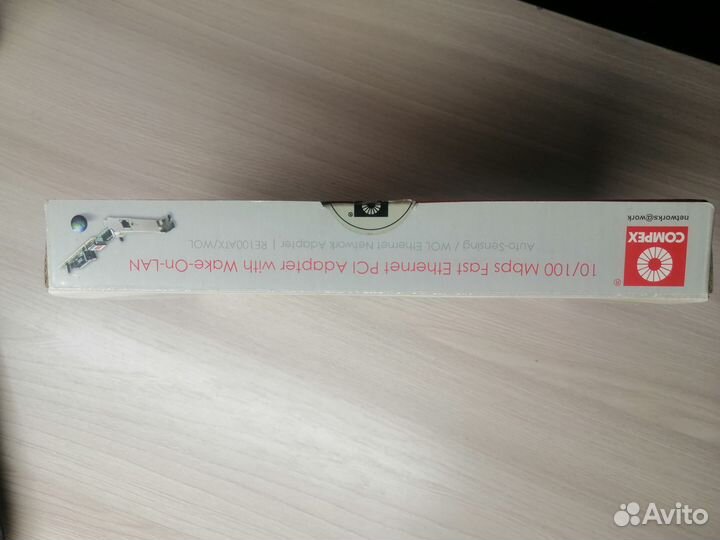 10/100 Mbps Fast Ethernet PCI Adapter with Wake-On-LAN
Auto-Sensing / WOL Ethernet Network Adapter | RE100ATX/WOL
®
COMPEX
networks@work
®
Avito